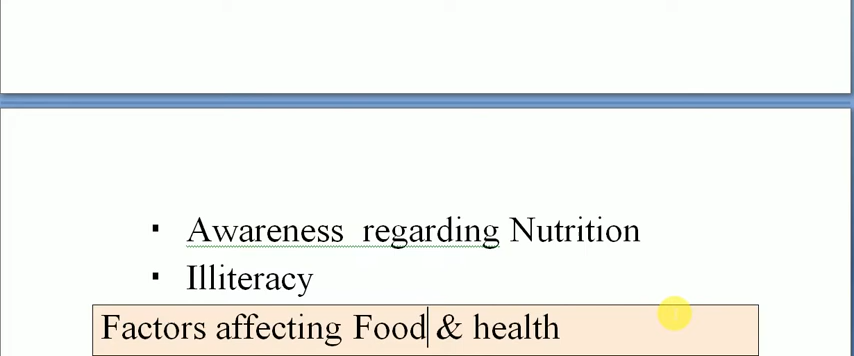 ▪ Awareness regarding Nutrition
▪ Illiteracy
Factors affecting Food & health